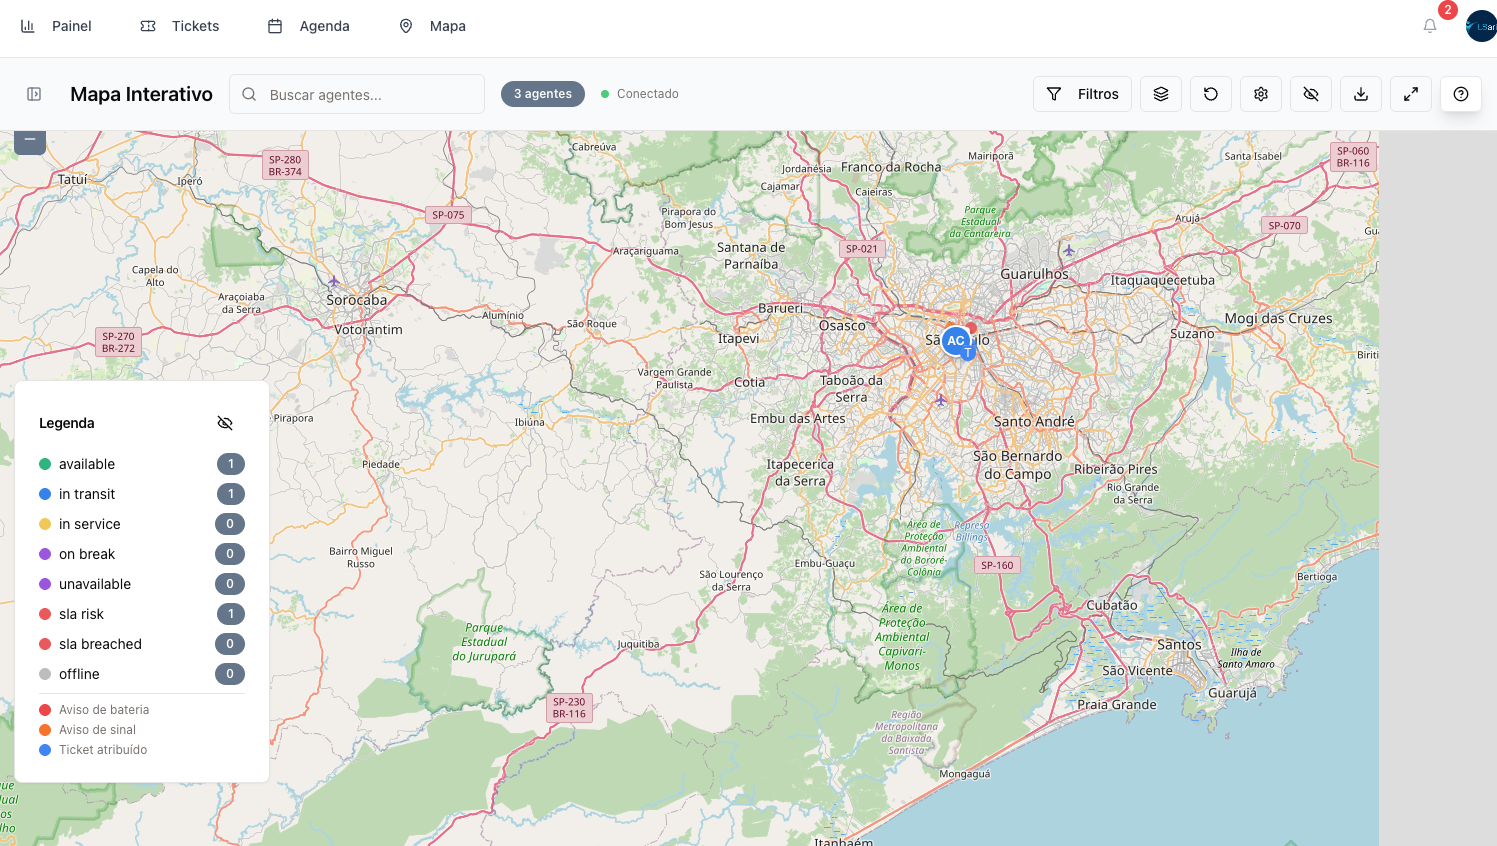 Painel
Tickets
Agenda
Mapa
2
Mapa Interativo
Buscar agentes...
3 agentes
Conectado
Filtros
Cabreúva
Jordanésia
Cajamar
Franco da Rocha
Caieiras
Mairiporã
Santa Isabel
SP-060
BR-116
SP-280
BR-374
Tatuí
Iperó
SP-075
Pirapora do
Bom Jesus
Parque
Estadual
da Cantareira
Arujá
SP-070
Araçariguama
Santana de
Parnaíba
SP-021
Capela do
Alto
Guarulhos
Itaquaquecetuba
Araçoiaba
da Serra
Sorocaba
Votorantim
Alumínio
São Roque
Barueri
Osasco
Itapevi
AC
T
Suzano
Mogi das Cruzes
SP-270
BR-272
Vargem Grande
Paulista
Cotia
Taboão da
Serra
Embu das Artes
Santo André
Pirapora
Ibiúna
São Bernardo
do Campo
Ribeirão Pires
Rio Grande
da Serra
Piedade
Itapecerica
da Serra
Área de
Proteção
Ambiental
do Bororé-
Colônia
Represa
Billings
Bairro Miguel
Russo
São Lourenço
da Serra
Embu-Guaçu
SP-160
Bertioga
Cubatão
Área de
Proteção
Ambiental
Capivari-
Monos
Parque
Estadual
do Jurupará
Juquitiba
Santos
Ilha de
Santo Amaro
São Vicente
Guarujá
Praia Grande
SP-230
BR-116
Região
Metropolitana
da Baixada
Santista
Mongaguá
Itanhaém
Legenda
available 1
in transit 1
in service 0
on break 0
unavailable 0
sla risk 1
sla breached 0
offline 0
Aviso de bateria
Aviso de sinal
Ticket atribuído